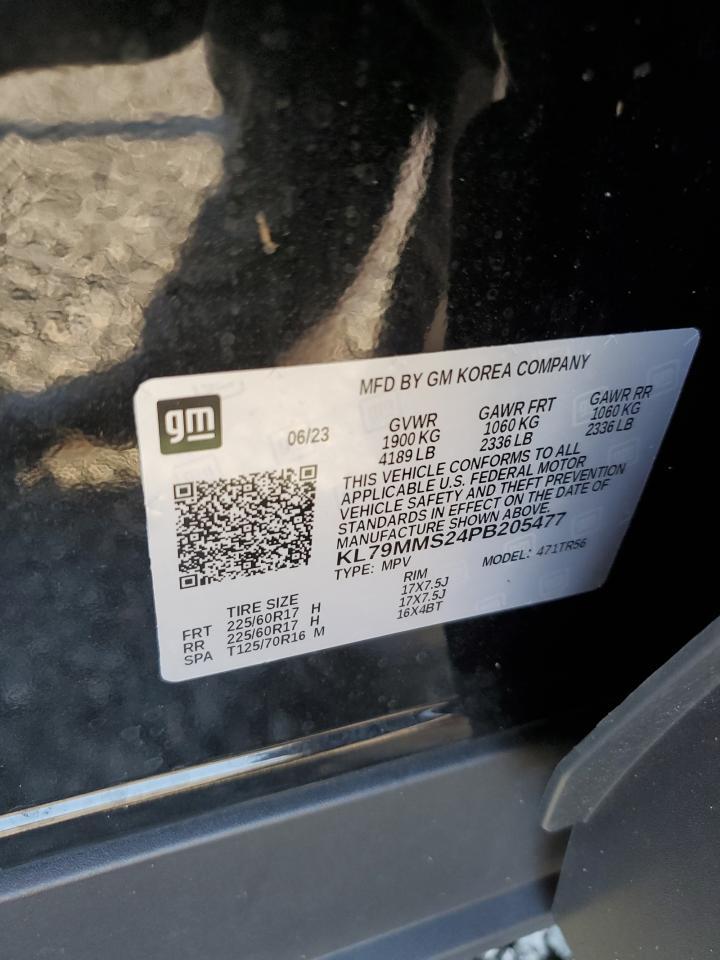 MFD BY GM KOREA COMPANY
gm
06/23
GVWR GAWR FRT GAWR RR
1900 KG 1060 KG 1060 KG
4189 LB 2336 LB 2336 LB
THIS VEHICLE CONFORMS TO ALL
APPLICABLE U.S. FEDERAL MOTOR
VEHICLE SAFETY AND THEFT PREVENTION
STANDARDS IN EFFECT ON THE DATE OF
MANUFACTURE SHOWN ABOVE.
KL79MMS24PB205477
TYPE: MPV MODEL: 471TR56
TIRE SIZE RIM
FRT 225/60R17 H 17X7.5J
RR 225/60R17 H 17X7.5J
SPA T125/70R16 M 16X4BT